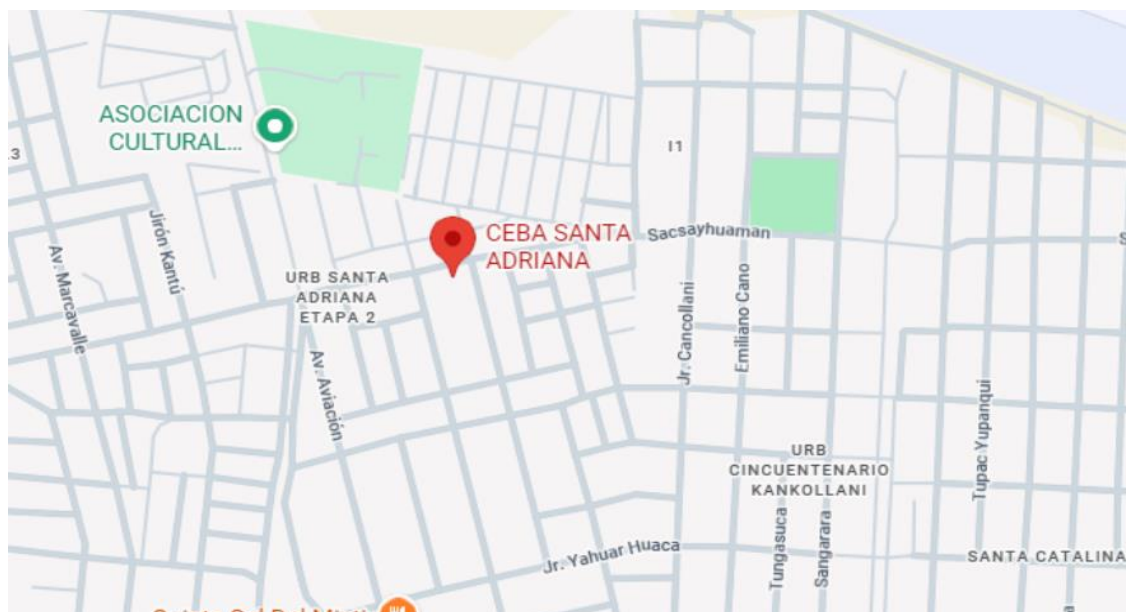 ASOCIACION
CULTURAL...
I1
Jirón Kantú
CEBA SANTA
ADRIANA
Sacsayhuaman
Av. Marcavalle
URB SANTA
ADRIANA
ETAPA 2
Jr. Cancollani
Emiliano Cano
Av. Aviación
Tupac Yupanqui
URB
CINCUENTENARIO
KANKOLLANI
Tungasuca
Sangarara
Jr. Yahuar Huaca
SANTA CATALINA